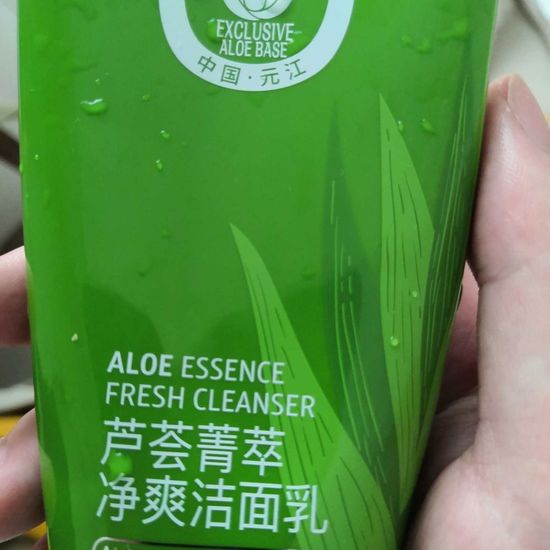 EXCLUSIVE
ALOE BASE
中国·元江
ALOE ESSENCE
FRESH CLEANSER
芦荟菁萃
净爽洁面乳